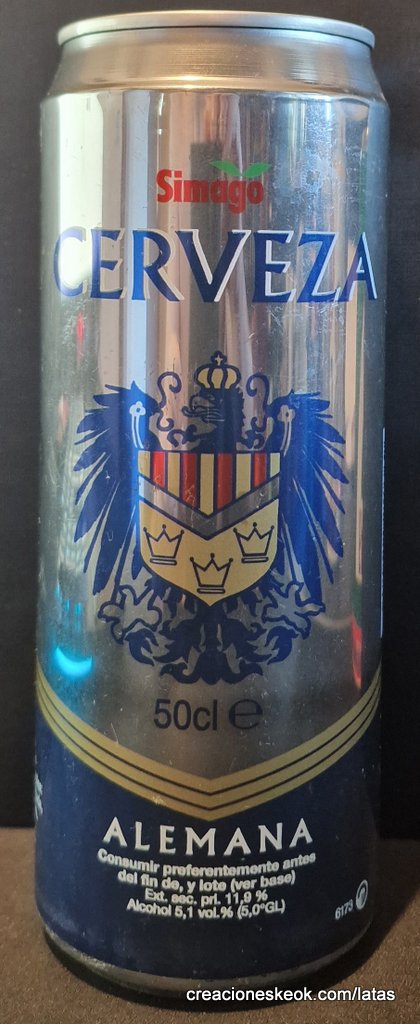 Simago
CERVEZA
50cl e
ALEMANA
Consumir preferentemente antes
del fin de, y lote (ver base)
Ext. sec. pri. 11,9 %
Alcohol 5,1 vol.% (5,0°GL)
6173
creacioneskeok.com/latas